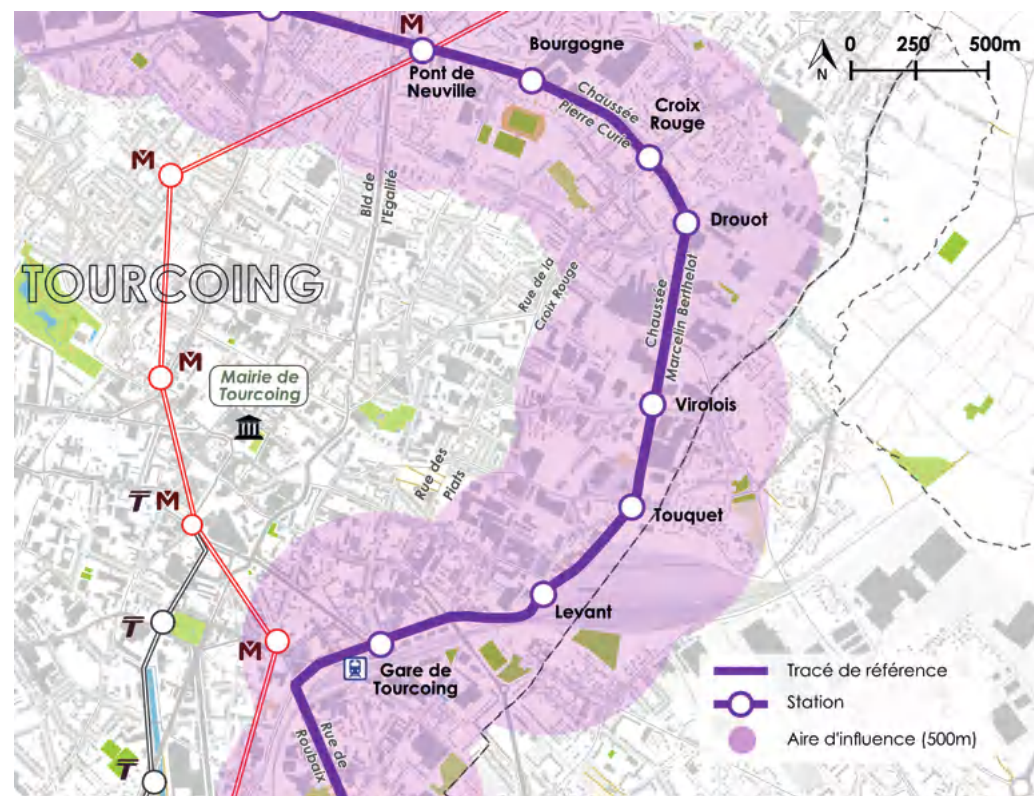 M
Pont de
Neuville
Bourgogne
0 250 500m
N
Chaussée
Pierre Curie
Croix
Rouge
M
Bld de
l'Egalité
Drouot
TOURCOING
Rue de la
Croix Rouge
Chaussée
Marcelin Berthelot
M
Mairie de
Tourcoing
Virolois
Rue des
Piats
T M
Touquet
Levant
T
M
Gare de
Tourcoing
Rue de
Roubaix
T
Tracé de référence
Station
Aire d'influence (500m)